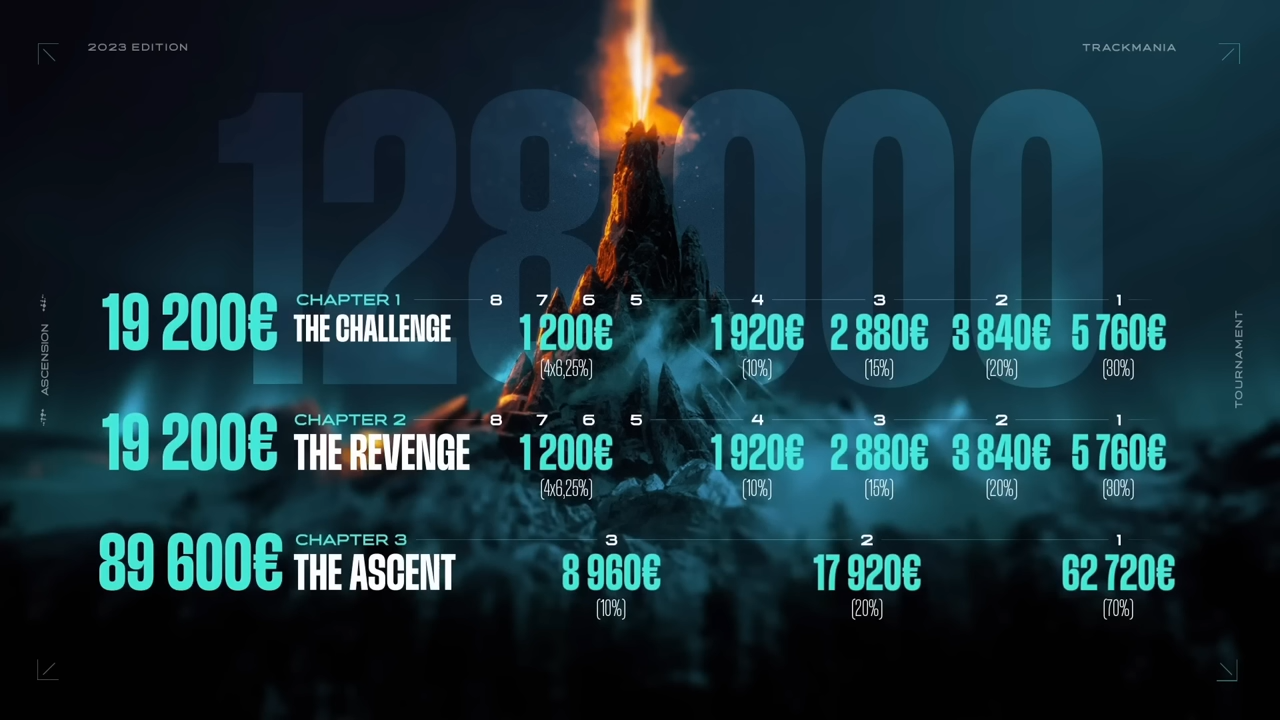 2023 EDITION
TRACKMANIA
128 000
19 200€
CHAPTER 1 8 7 6 5 4 3 2 1
THE CHALLENGE 1 200€ 1 920€ 2 880€ 3 840€ 5 760€
(4x6,25%) (10%) (15%) (20%) (30%)
19 200€
CHAPTER 2 8 7 6 5 4 3 2 1
THE REVENGE 1 200€ 1 920€ 2 880€ 3 840€ 5 760€
(4x6,25%) (10%) (15%) (20%) (30%)
89 600€
CHAPTER 3 3 2 1
THE ASCENT 8 960€ 17 920€ 62 720€
(10%) (20%) (70%)
ASCENSION
TOURNAMENT